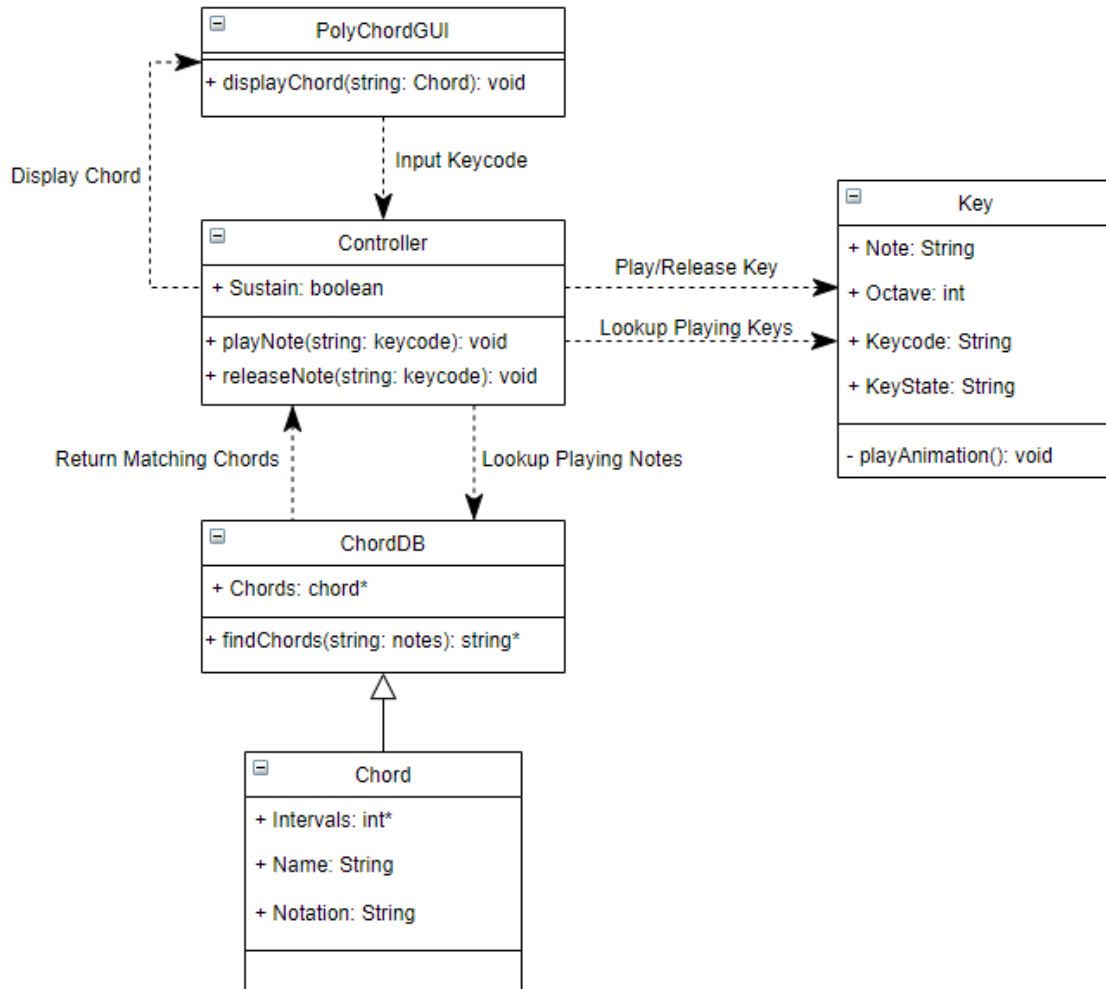 PolyChordGUI
+ displayChord(string: Chord): void
Display Chord
Input Keycode
Controller
+ Sustain: boolean
+ playNote(string: keycode): void
+ releaseNote(string: keycode): void
Play/Release Key
Lookup Playing Keys
Key
+ Note: String
+ Octave: int
+ Keycode: String
+ KeyState: String
- playAnimation(): void
Return Matching Chords
Lookup Playing Notes
ChordDB
+ Chords: chord*
+ findChords(string: notes): string*
Chord
+ Intervals: int*
+ Name: String
+ Notation: String